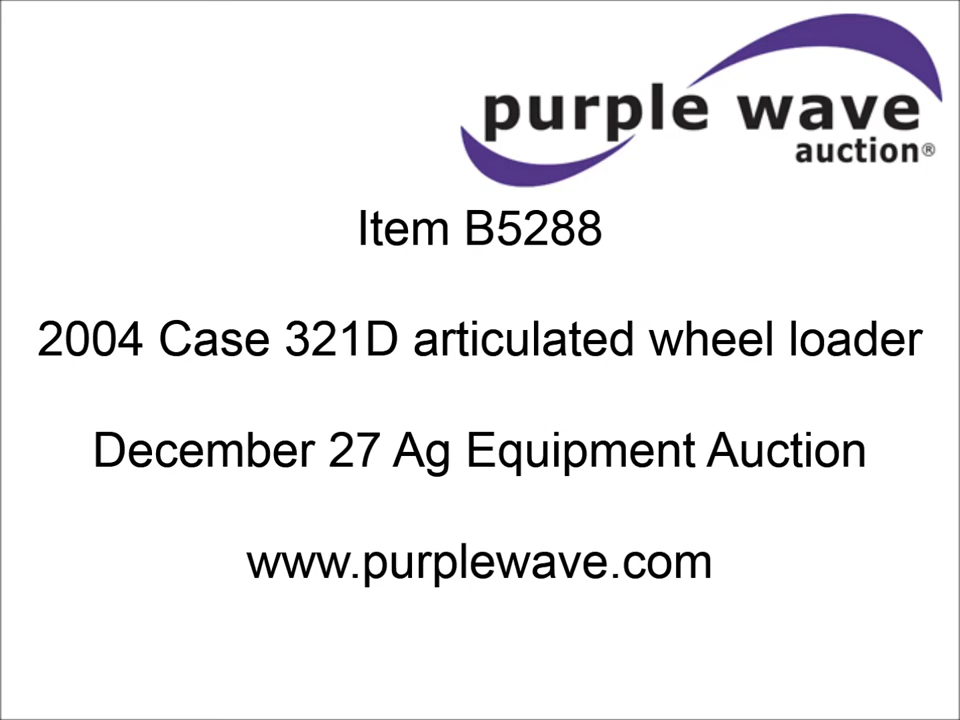 purple wave
auction®
Item B5288
2004 Case 321D articulated wheel loader
December 27 Ag Equipment Auction
www.purplewave.com